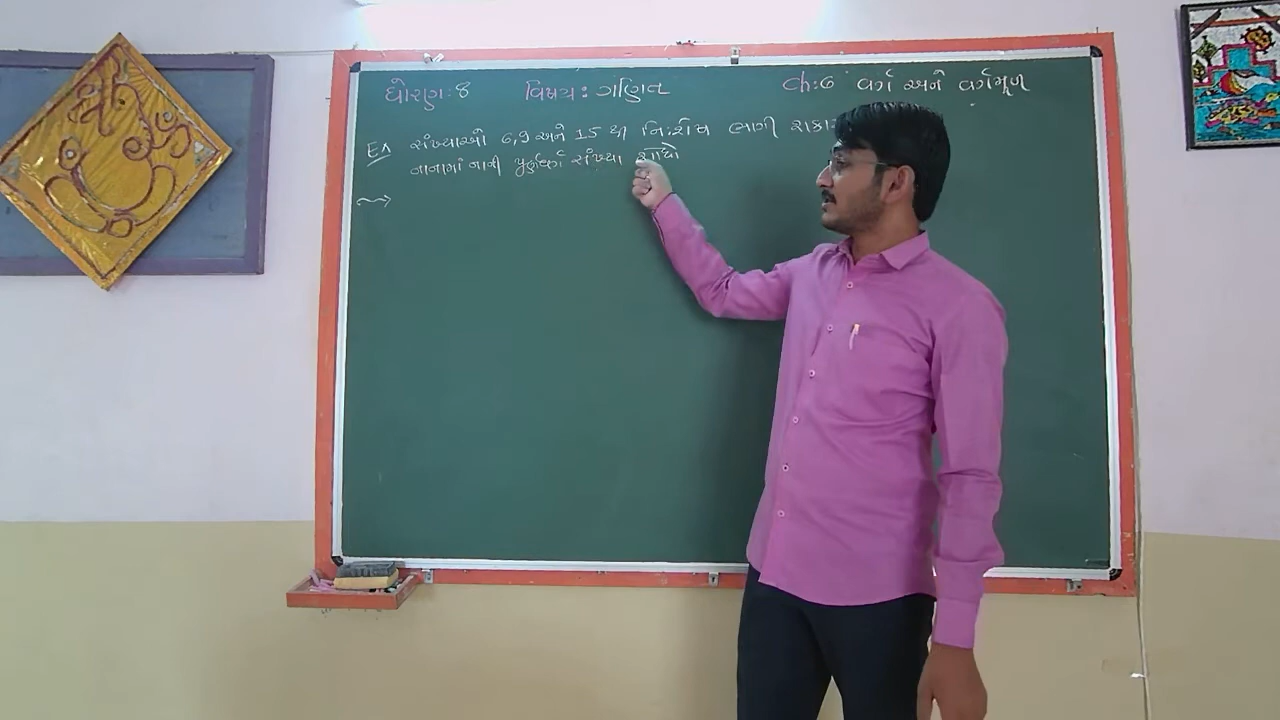 ધોરણ: 8 વિષય: ગણિત Ch: 6 વર્ગ અને વર્ગમૂળ
Ex સંખ્યાઓ 6, 9 અને 15 થી નિ:શેષ ભાગી શકાય
નાનામાં નાની પૂર્ણવર્ગ સંખ્યા શોધો